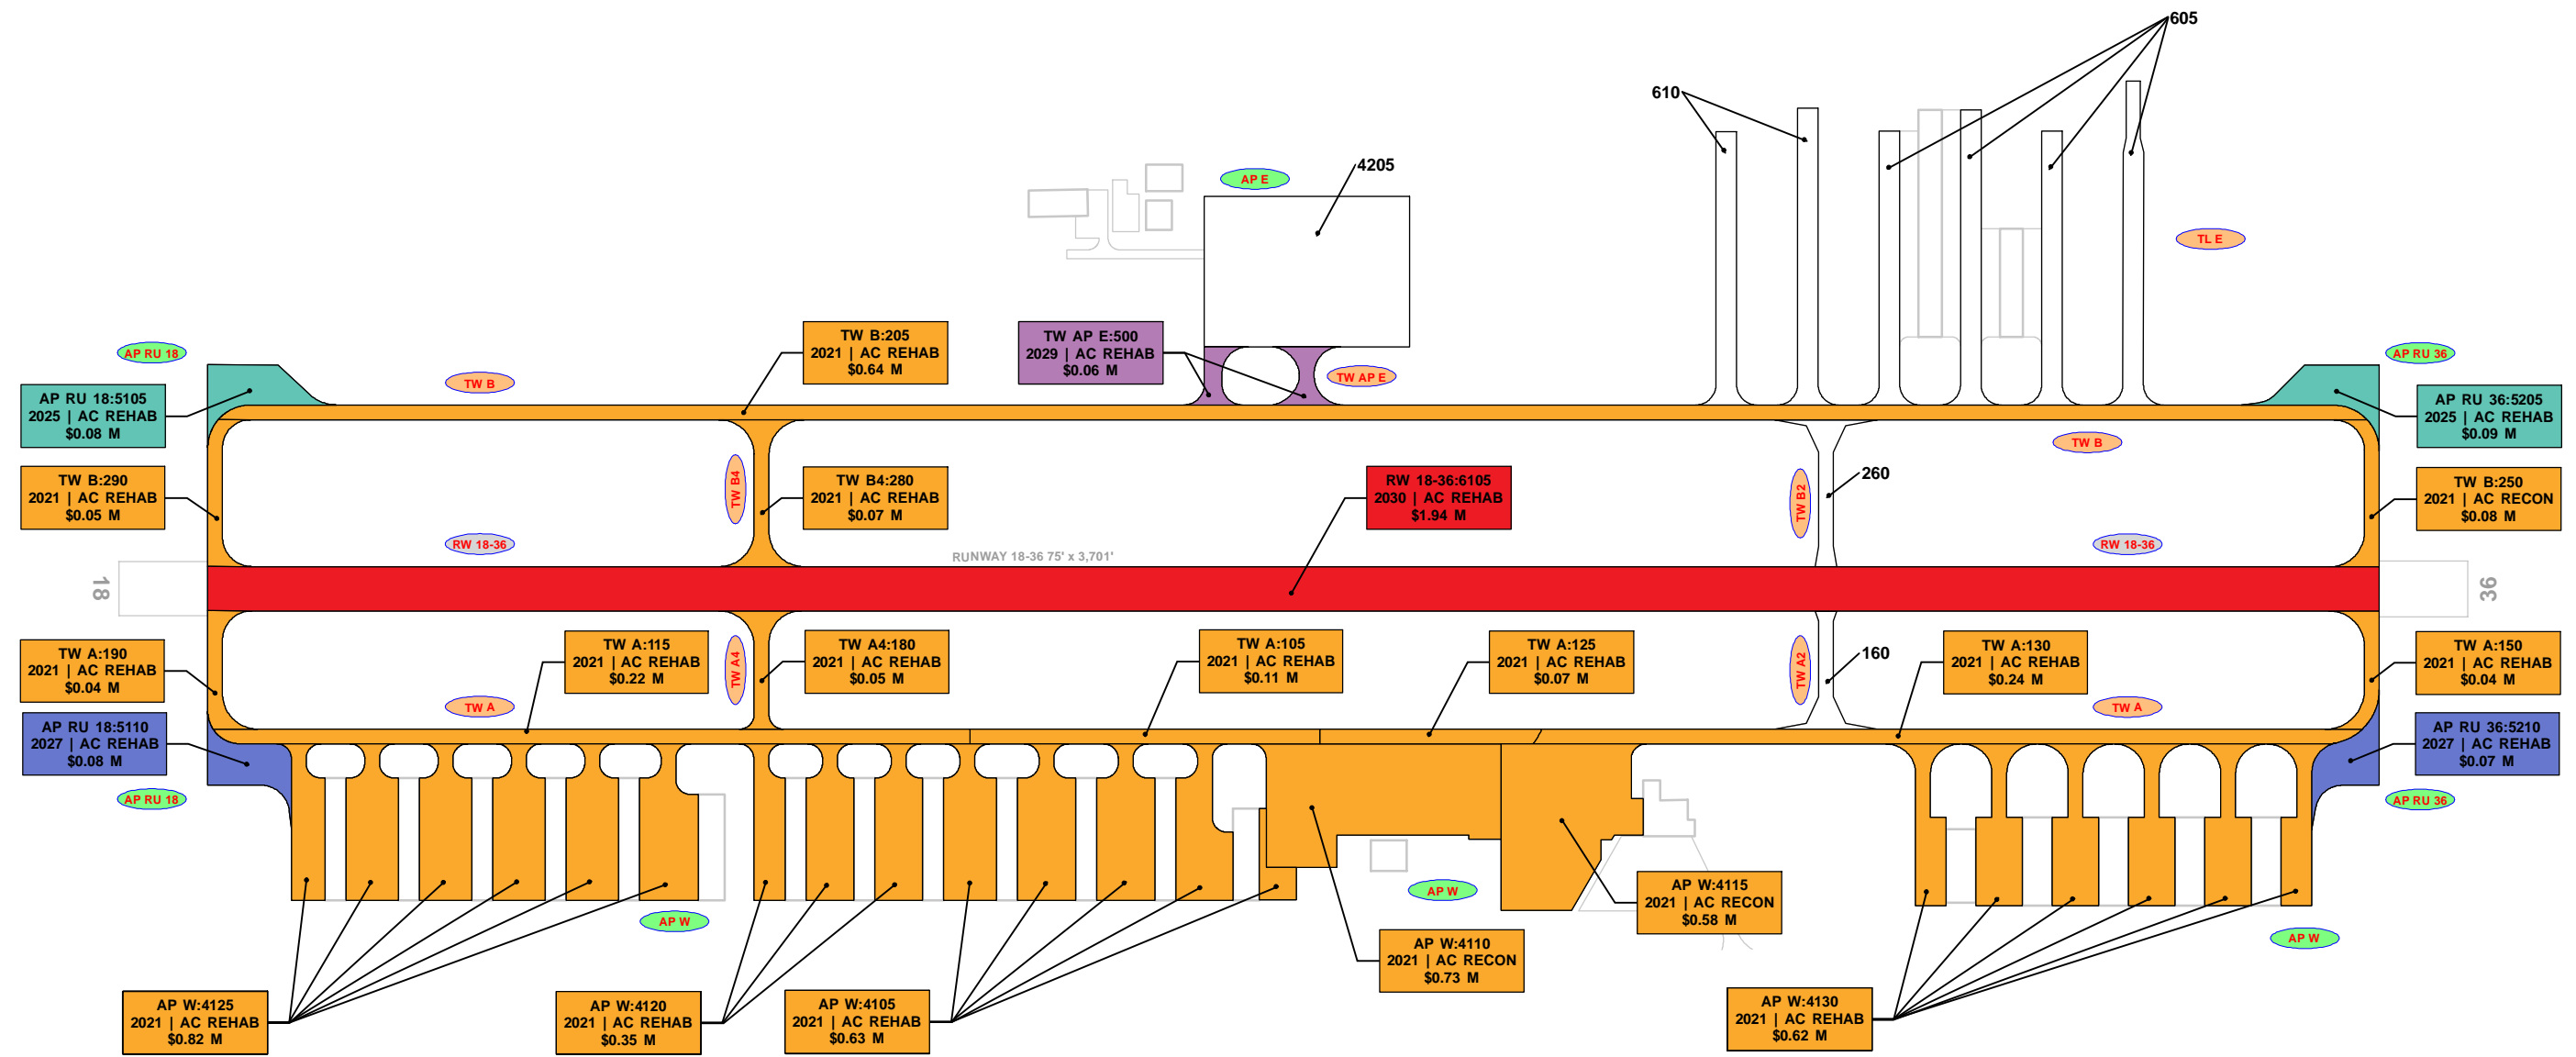 605
610
4205
AP E
TL E
TW B:205
2021 | AC REHAB
$0.64 M
TW AP E:500
2029 | AC REHAB
$0.06 M
AP RU 18
TW B
TW AP E
AP RU 36
AP RU 18:5105
2025 | AC REHAB
$0.08 M
AP RU 36:5205
2025 | AC REHAB
$0.09 M
TW B
TW B:290
2021 | AC REHAB
$0.05 M
TW B4
TW B4:280
2021 | AC REHAB
$0.07 M
RW 18-36:6105
2030 | AC REHAB
$1.94 M
TW B2
260
TW B:250
2021 | AC RECON
$0.08 M
RW 18-36
RUNWAY 18-36 75' x 3,701'
RW 18-36
18
36
TW A:190
2021 | AC REHAB
$0.04 M
TW A:115
2021 | AC REHAB
$0.22 M
TW A4
TW A4:180
2021 | AC REHAB
$0.05 M
TW A:105
2021 | AC REHAB
$0.11 M
TW A:125
2021 | AC REHAB
$0.07 M
TW A2
160
TW A:130
2021 | AC REHAB
$0.24 M
TW A:150
2021 | AC REHAB
$0.04 M
TW A
TW A
AP RU 18:5110
2027 | AC REHAB
$0.08 M
AP RU 36:5210
2027 | AC REHAB
$0.07 M
AP RU 18
AP RU 36
AP W
AP W
AP W:4115
2021 | AC RECON
$0.58 M
AP W
AP W:4110
2021 | AC RECON
$0.73 M
AP W:4125
2021 | AC REHAB
$0.82 M
AP W:4120
2021 | AC REHAB
$0.35 M
AP W:4105
2021 | AC REHAB
$0.63 M
AP W:4130
2021 | AC REHAB
$0.62 M